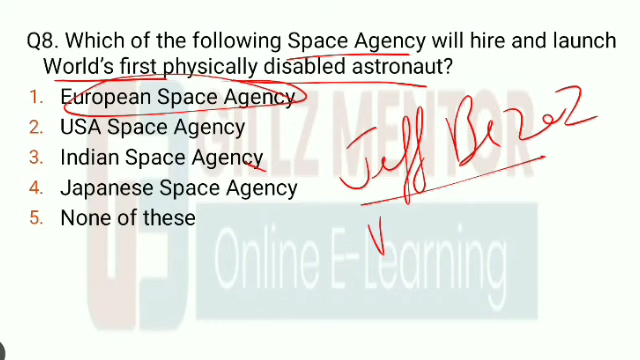 Q8. Which of the following Space Agency will hire and launch
World's first physically disabled astronaut?
1. European Space Agency
2. USA Space Agency
3. Indian Space Agency
4. Japanese Space Agency
5. None of these
Jeff Bezoz
GILLZ MENTOR
Online E-Learning